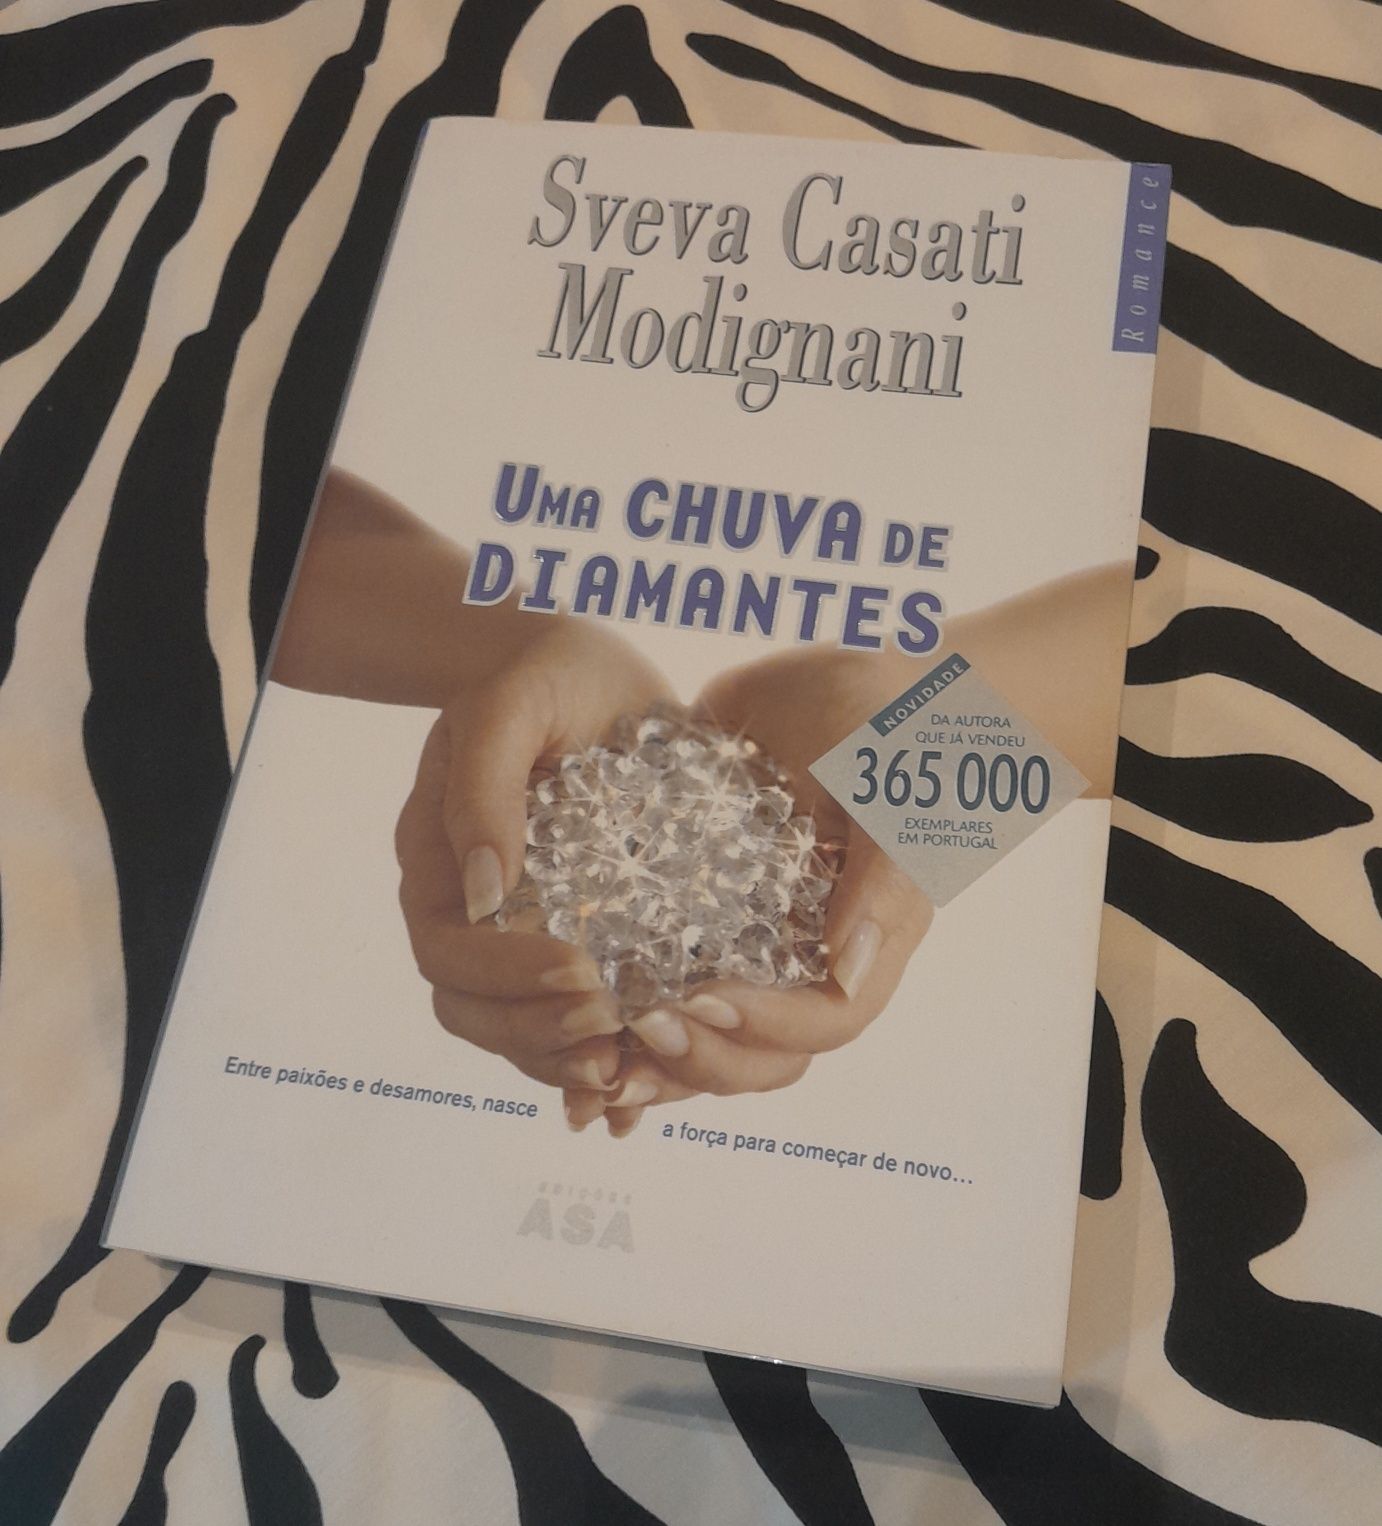 Sveva Casati
Modignani
Romance
UMA CHUVA DE
DIAMANTES
NOVIDADE
DA AUTORA
QUE JÁ VENDEU
365 000
EXEMPLARES
EM PORTUGAL
Entre paixões e desamores, nasce
a força para começar de novo...
EDIÇÕES
ASA